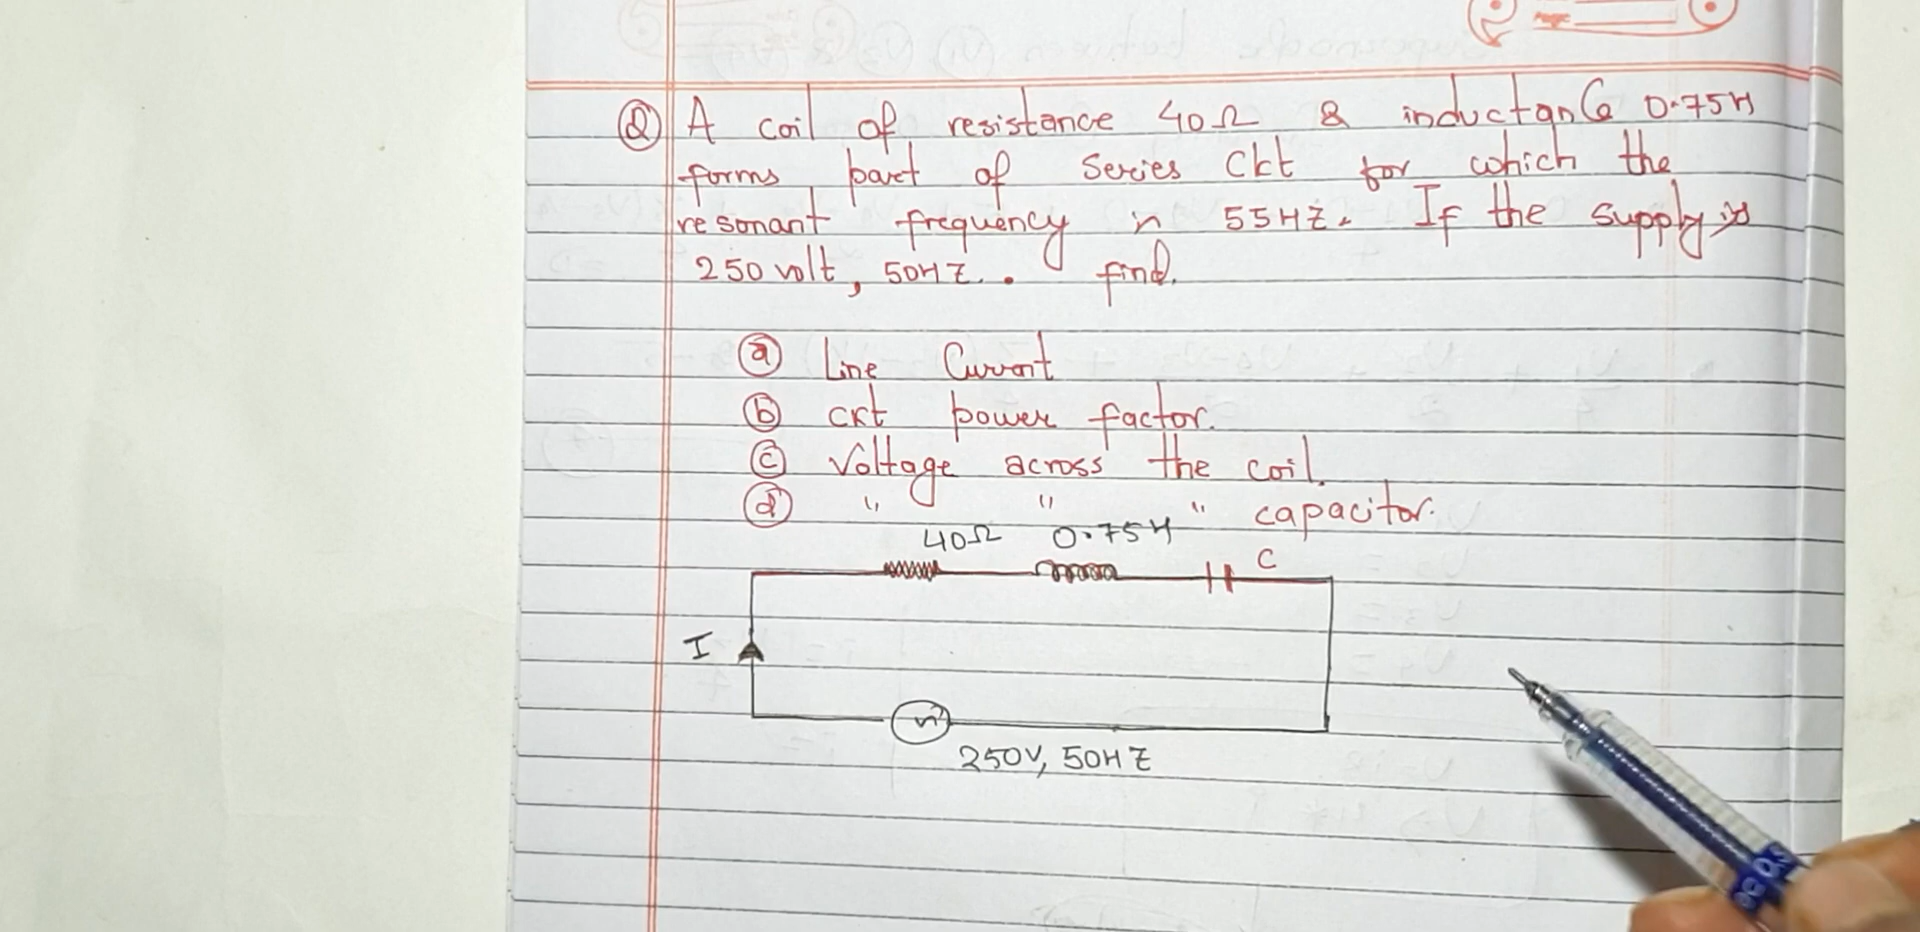 Q A coil of resistance 40Ω & inductance 0.75H
forms part of Series Ckt for which the
resonant frequency is 55HZ. If the supply is
250 volt, 50HZ. find.
a Line Current
b ckt power factor.
c Voltage across the coil.
d " " " capacitor.
40Ω 0.75H C
I
250V, 50HZ